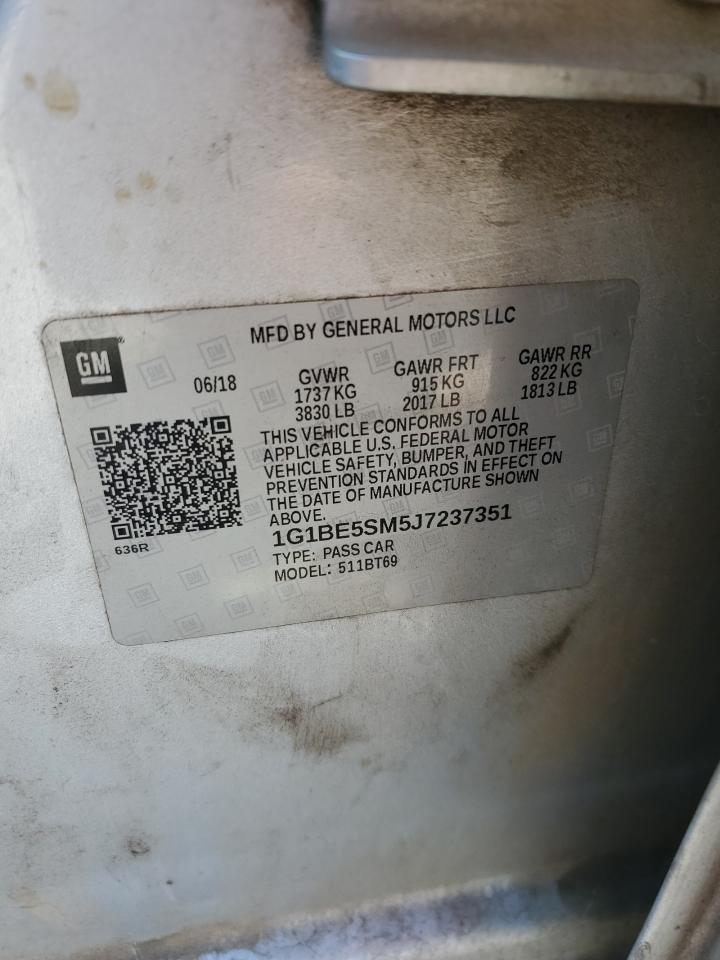 MFD BY GENERAL MOTORS LLC
GM
06/18
GVWR
1737 KG
3830 LB
GAWR FRT
915 KG
2017 LB
GAWR RR
822 KG
1813 LB
THIS VEHICLE CONFORMS TO ALL
APPLICABLE U.S. FEDERAL MOTOR
VEHICLE SAFETY, BUMPER, AND THEFT
PREVENTION STANDARDS IN EFFECT ON
THE DATE OF MANUFACTURE SHOWN
ABOVE.
1G1BE5SM5J7237351
TYPE: PASS CAR
MODEL: 511BT69
636R